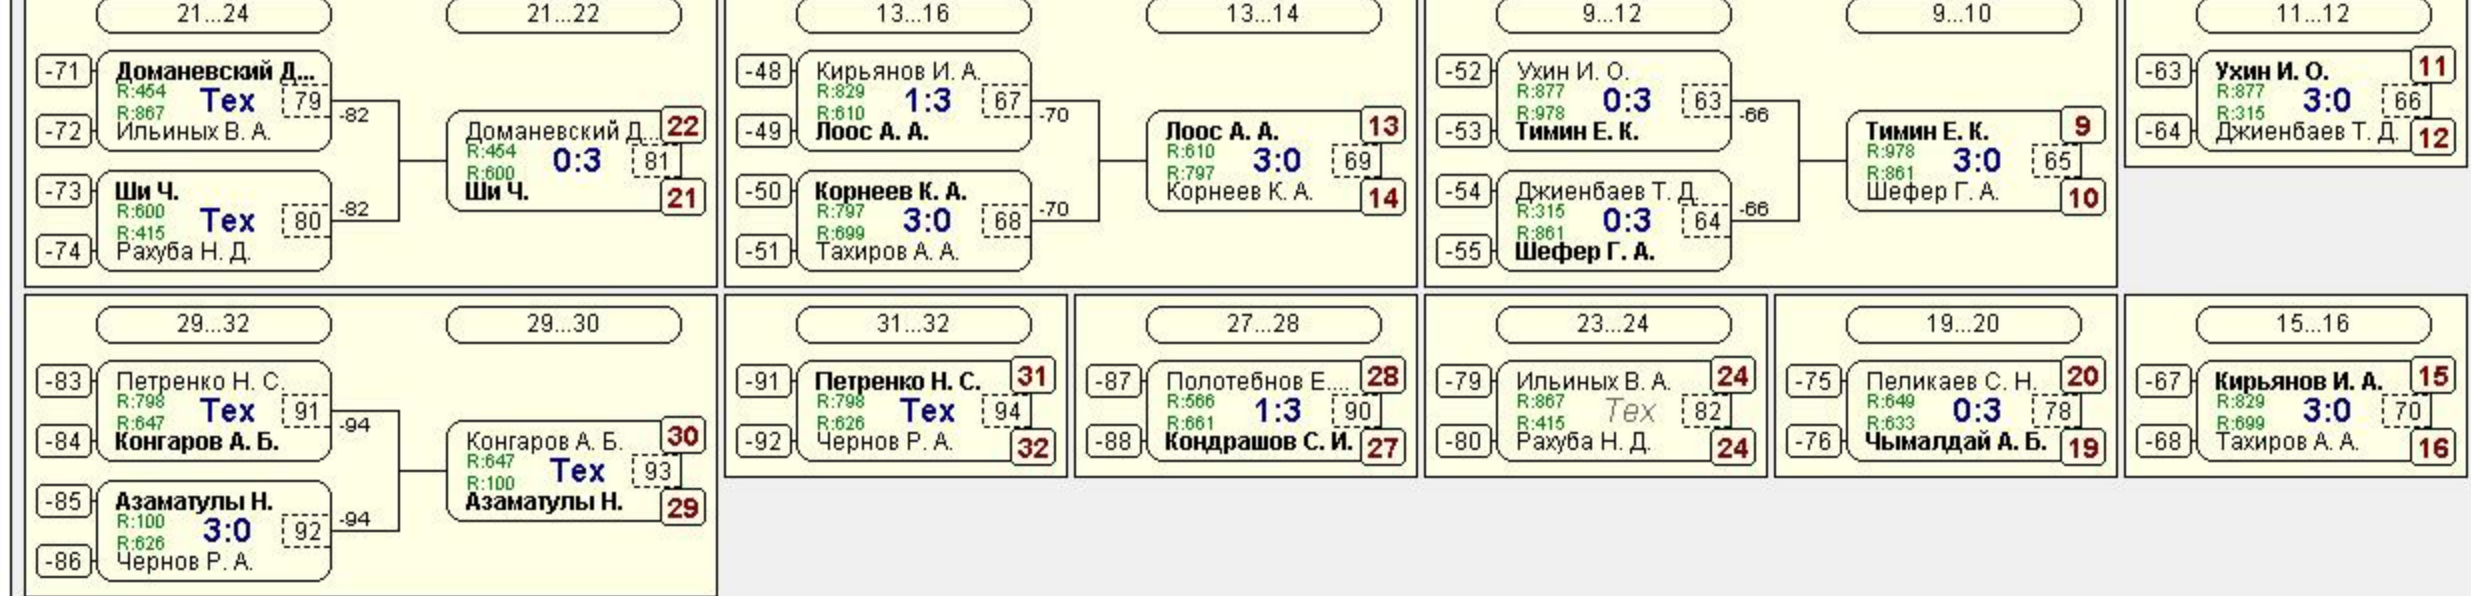 21...24
21...22
-71
Доманевский Д...
R:454
Тех
79
R:867
-72
Ильиных В. А.
-82
-73
Ши Ч.
R:600
Тех
80
R:415
-74
Рахуба Н. Д.
-82
Доманевский Д...
22
R:454
0:3
81
R:600
Ши Ч.
21
13...16
13...14
-48
Кирьянов И. А.
R:829
1:3
67
R:610
-49
Лоос А. А.
-70
-50
Корнеев К. А.
R:797
3:0
68
R:699
-51
Тахиров А. А.
-70
Лоос А. А.
13
R:610
3:0
69
R:797
Корнеев К. А.
14
9...12
9...10
-52
Ухин И. О.
R:877
0:3
63
R:978
-53
Тимин Е. К.
-66
-54
Джиенбаев Т. Д.
R:315
0:3
64
R:861
-55
Шефер Г. А.
-66
Тимин Е. К.
9
R:978
3:0
65
R:861
Шефер Г. А.
10
11...12
-63
Ухин И. О.
11
R:877
3:0
66
R:315
-64
Джиенбаев Т. Д.
12
29...32
29...30
-83
Петренко Н. С.
R:798
Тех
91
R:647
-84
Конгаров А. Б.
-94
-85
Азаматулы Н.
R:100
3:0
92
R:626
-86
Чернов Р. А.
-94
Конгаров А. Б.
30
R:647
Тех
93
R:100
Азаматулы Н.
29
31...32
-91
Петренко Н. С.
31
R:798
Тех
94
R:626
-92
Чернов Р. А.
32
27...28
-87
Полотебнов Е....
28
R:566
1:3
90
R:661
-88
Кондрашов С. И.
27
23...24
-79
Ильиных В. А.
24
R:867
Тех
82
R:415
-80
Рахуба Н. Д.
24
19...20
-75
Пеликаев С. Н.
20
R:649
0:3
78
R:633
-76
Чымалдай А. Б.
19
15...16
-67
Кирьянов И. А.
15
R:829
3:0
70
R:699
-68
Тахиров А. А.
16